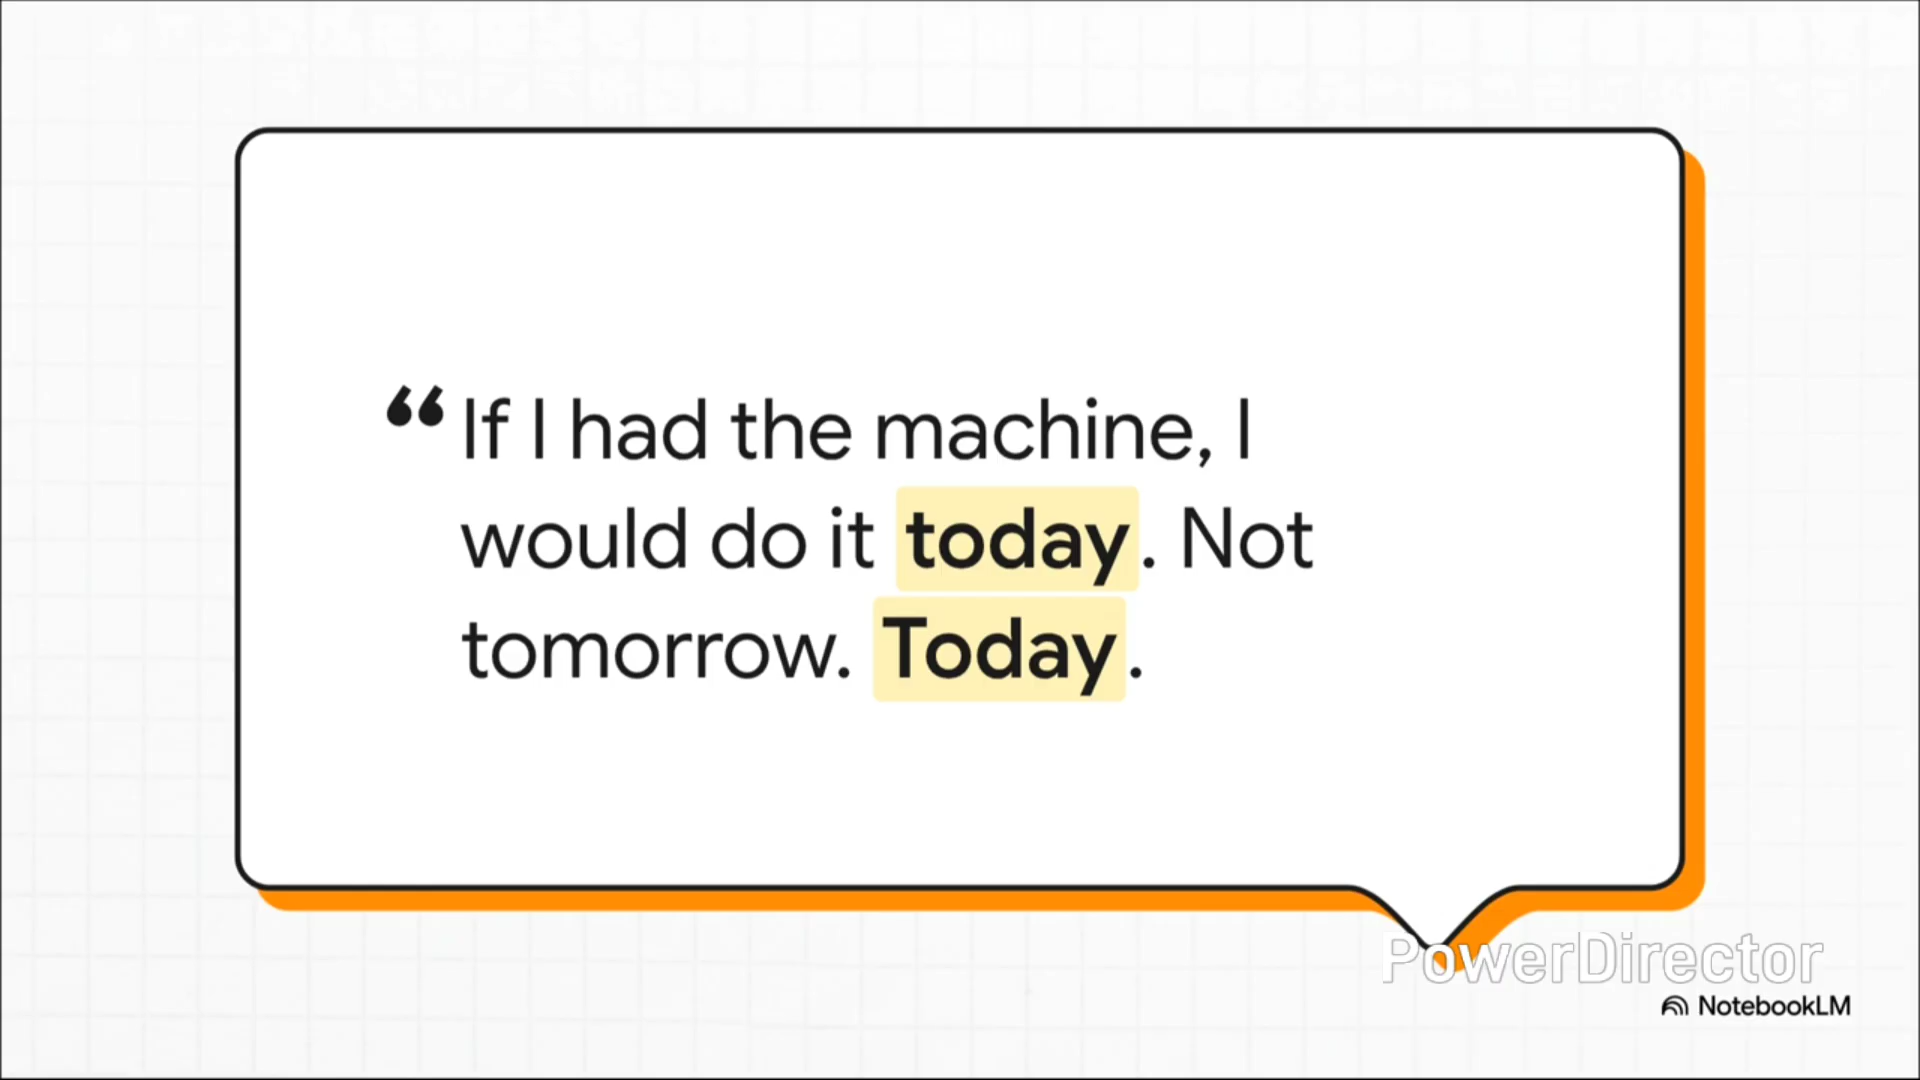 “If I had the machine, I
would do it today. Not
tomorrow. Today.
PowerDirector
NotebookLM